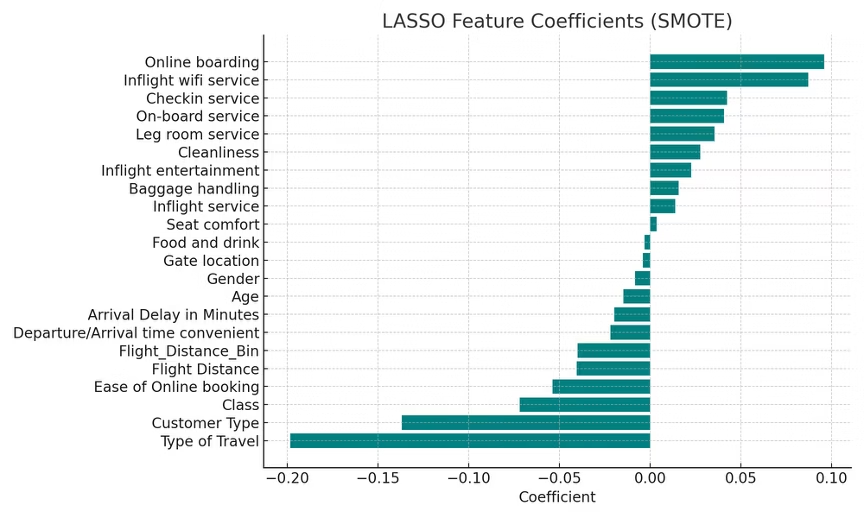 LASSO Feature Coefficients (SMOTE)
Online boarding
Inflight wifi service
Checkin service
On-board service
Leg room service
Cleanliness
Inflight entertainment
Baggage handling
Inflight service
Seat comfort
Food and drink
Gate location
Gender
Age
Arrival Delay in Minutes
Departure/Arrival time convenient
Flight_Distance_Bin
Flight Distance
Ease of Online booking
Class
Customer Type
Type of Travel
−0.20 −0.15 −0.10 −0.05 0.00 0.05 0.10
Coefficient